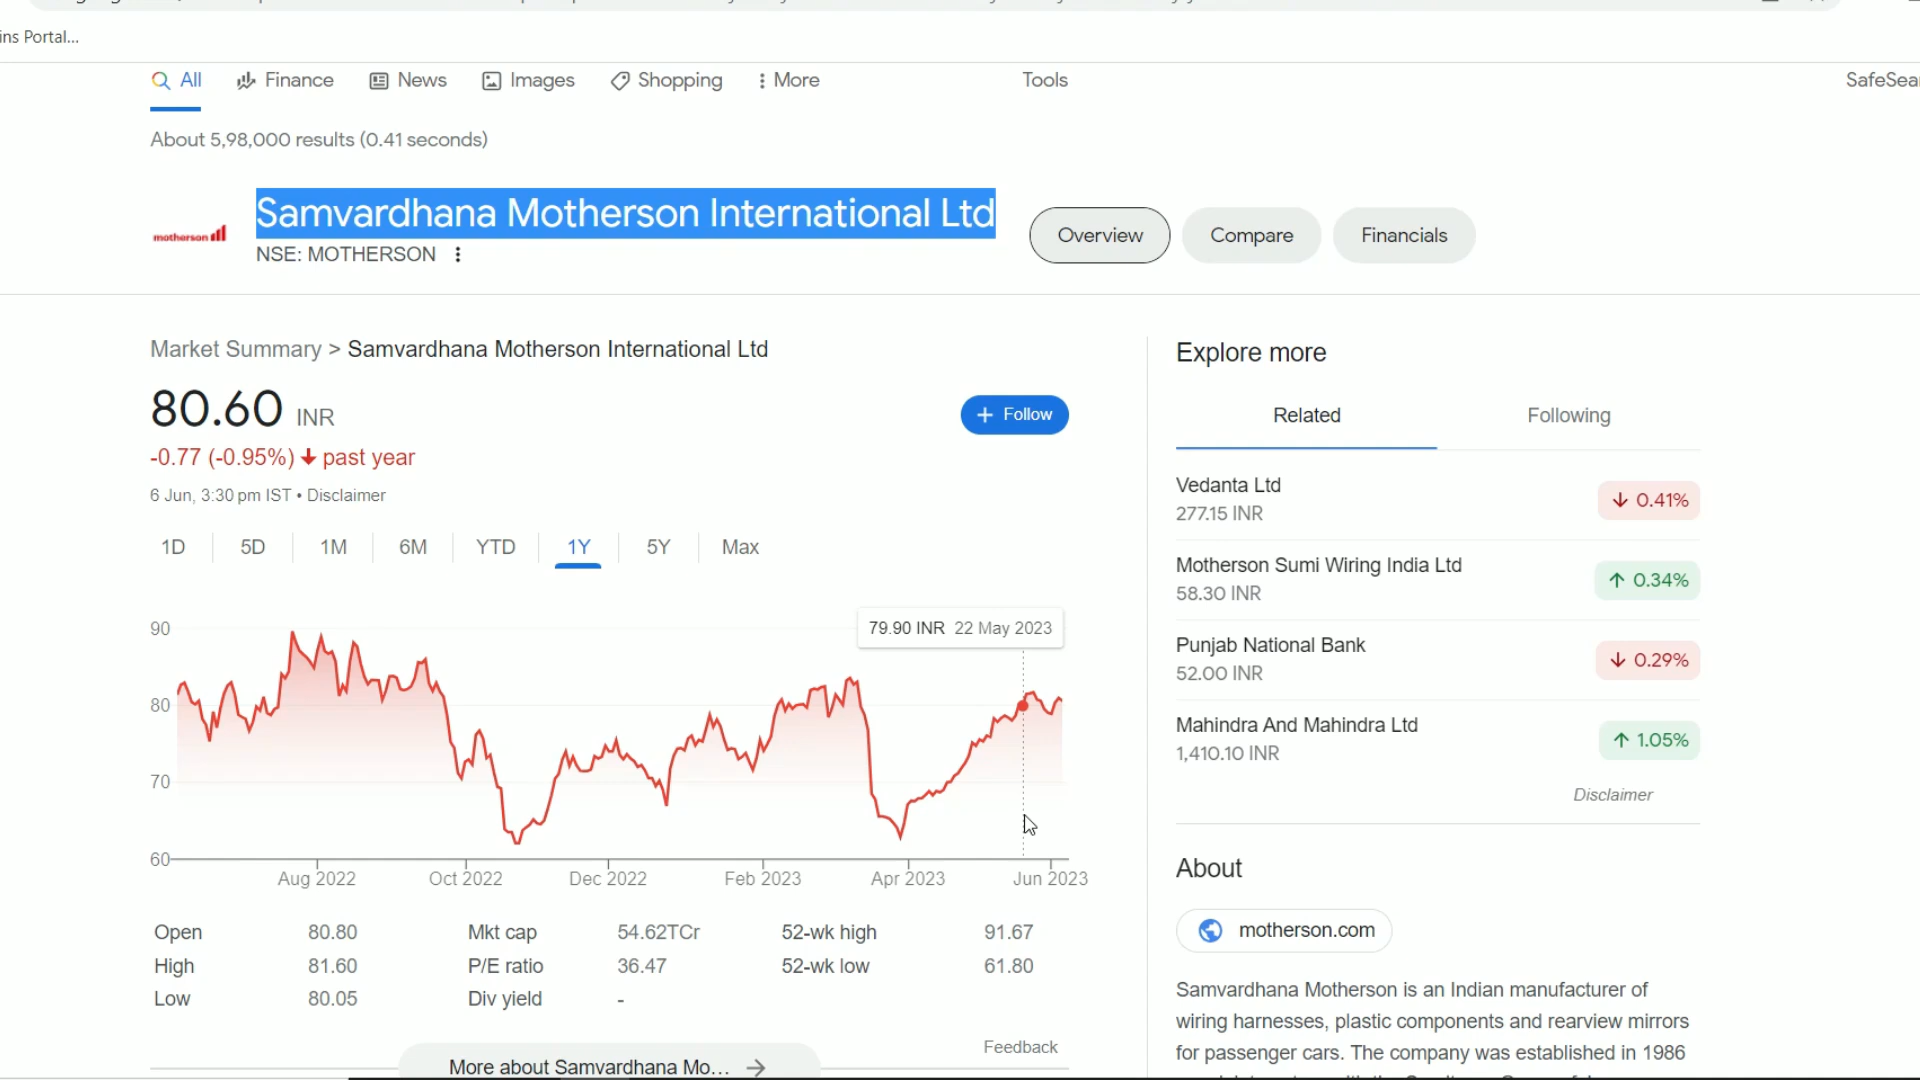 ins Portal...
All Finance News Images Shopping More Tools SafeSear
About 5,98,000 results (0.41 seconds)
motherson
Samvardhana Motherson International Ltd
NSE: MOTHERSON
Overview Compare Financials
Market Summary > Samvardhana Motherson International Ltd
80.60 INR
+ Follow
-0.77 (-0.95%) ↓ past year
6 Jun, 3:30 pm IST • Disclaimer
1D 5D 1M 6M YTD 1Y 5Y Max
79.90 INR 22 May 2023
90
80
70
60
Aug 2022 Oct 2022 Dec 2022 Feb 2023 Apr 2023 Jun 2023
Open 80.80 Mkt cap 54.62TCr 52-wk high 91.67
High 81.60 P/E ratio 36.47 52-wk low 61.80
Low 80.05 Div yield -
Feedback
More about Samvardhana Mo... →
Explore more
Related Following
Vedanta Ltd
277.15 INR
↓ 0.41%
Motherson Sumi Wiring India Ltd
58.30 INR
↑ 0.34%
Punjab National Bank
52.00 INR
↓ 0.29%
Mahindra And Mahindra Ltd
1,410.10 INR
↑ 1.05%
Disclaimer
About
motherson.com
Samvardhana Motherson is an Indian manufacturer of
wiring harnesses, plastic components and rearview mirrors
for passenger cars. The company was established in 1986